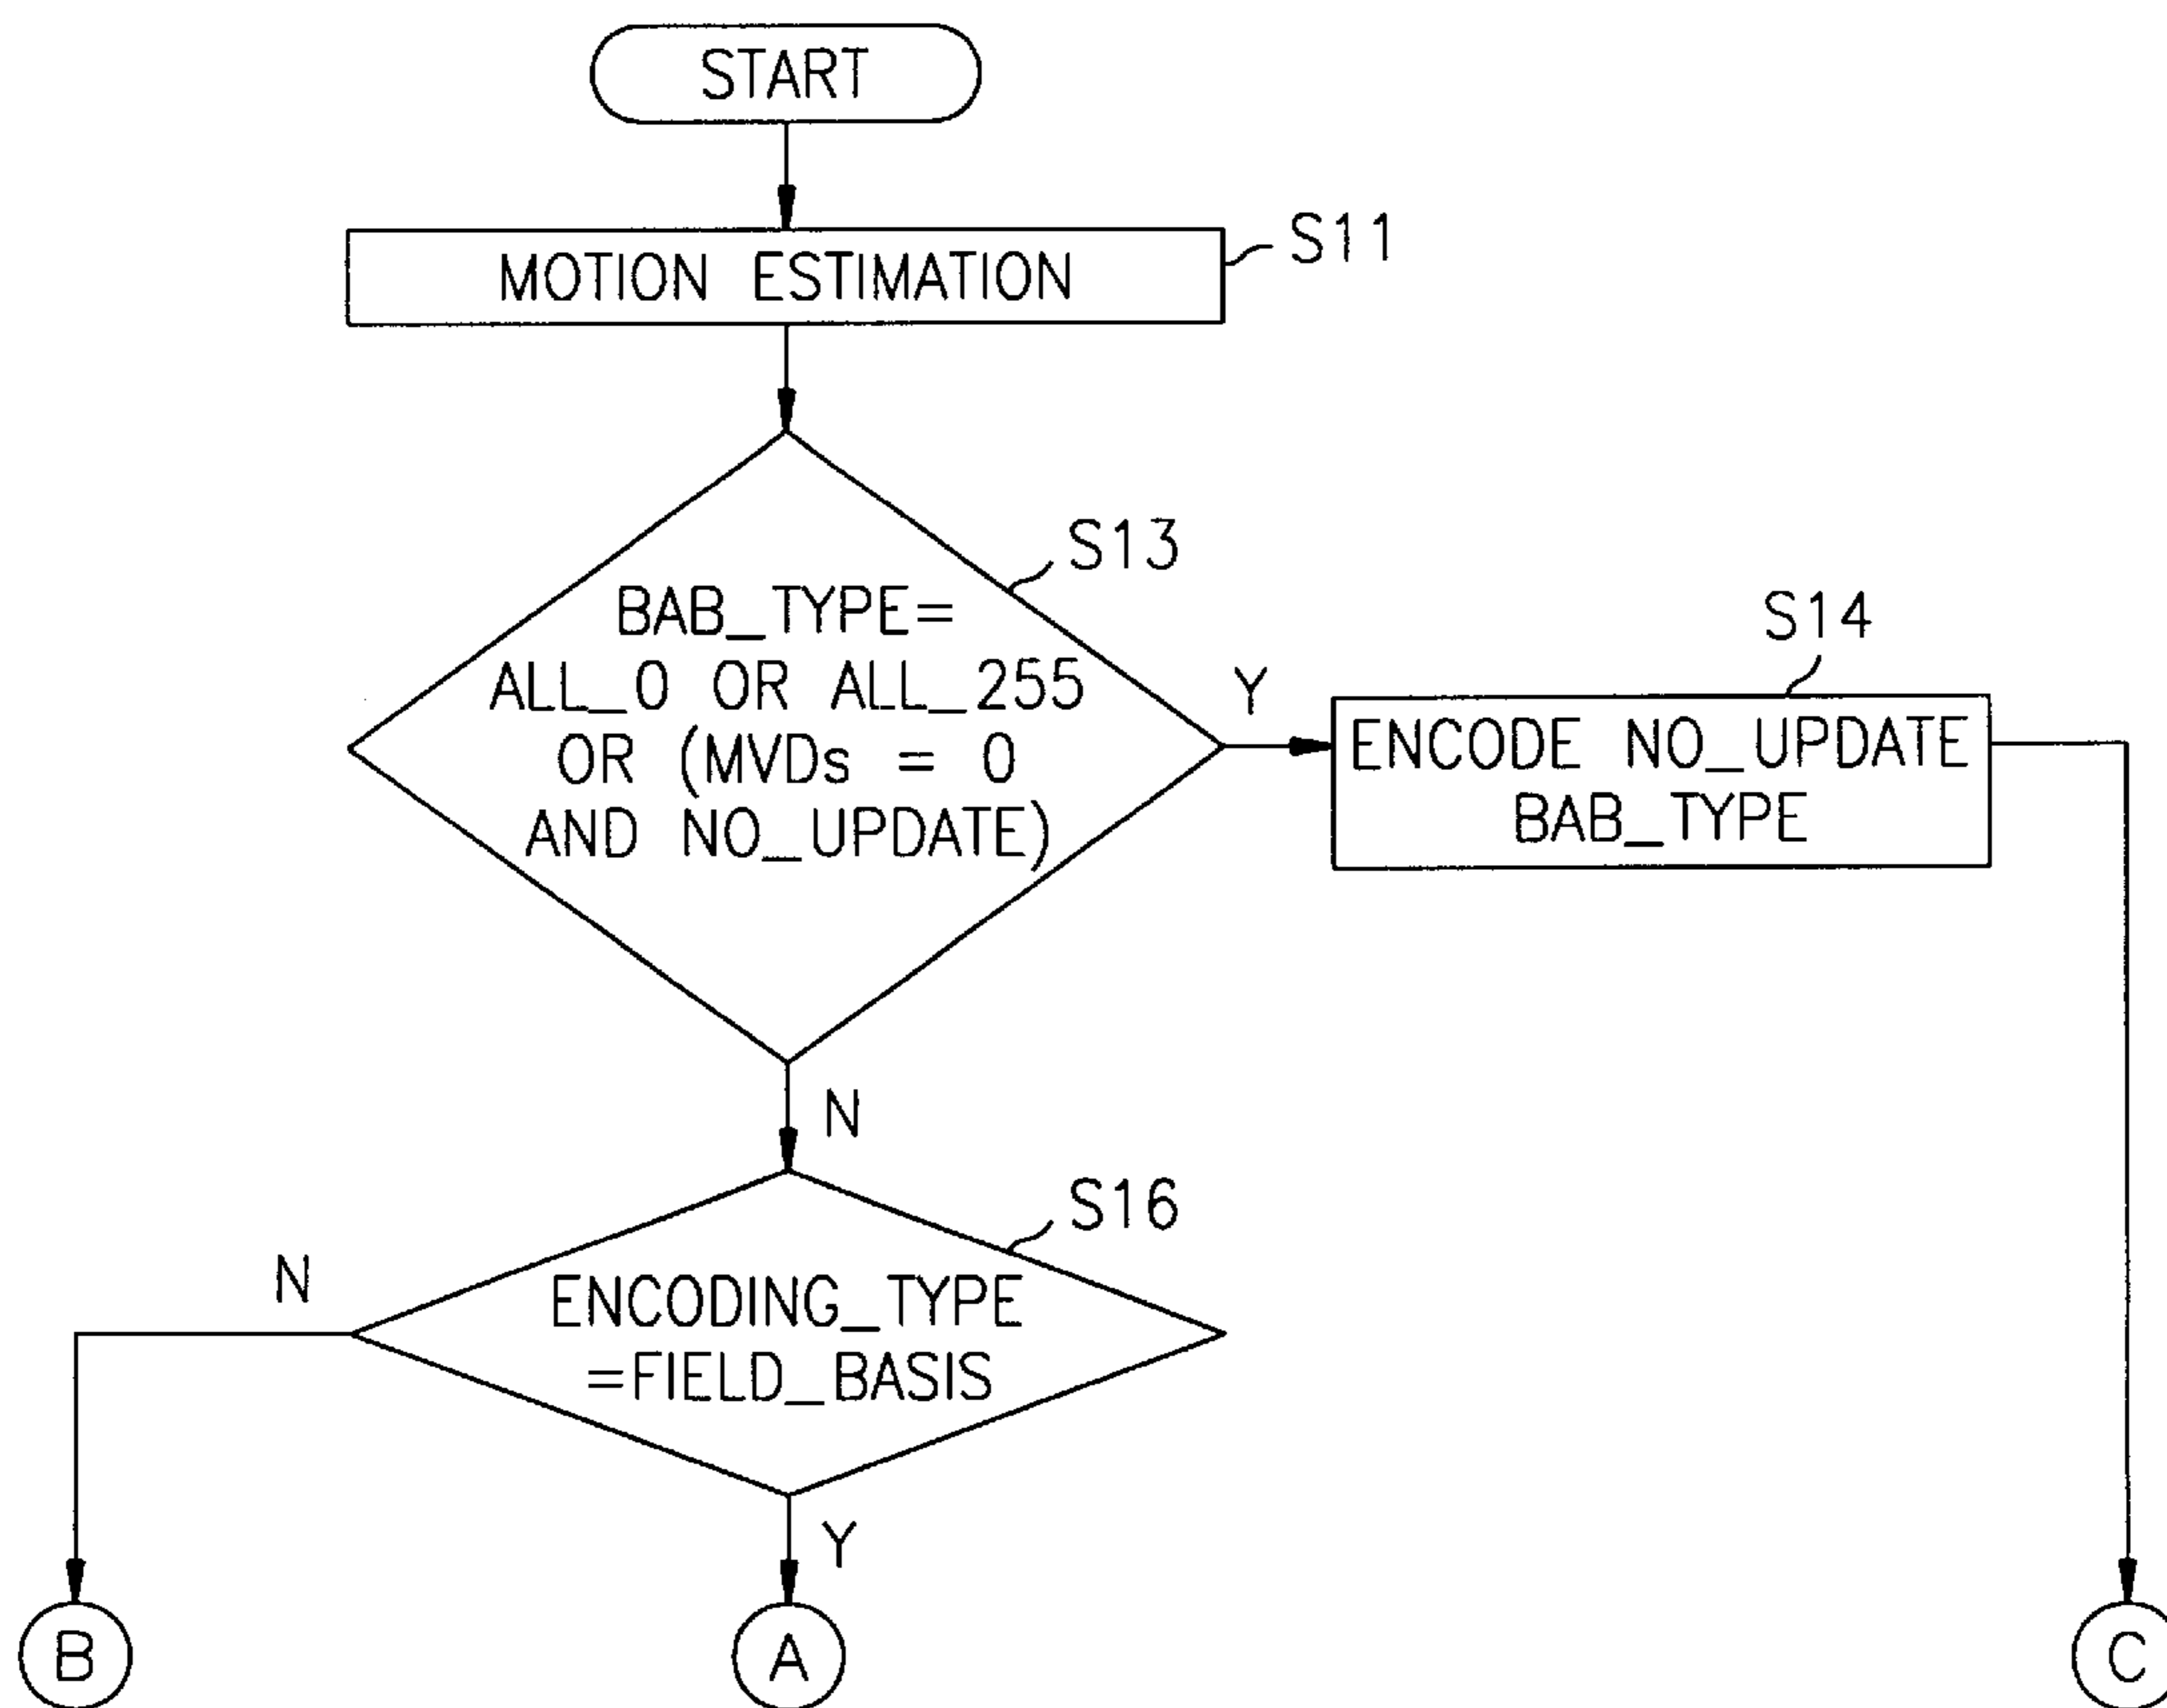 START
MOTION ESTIMATION
S11
S13
BAB_TYPE=
ALL_0 OR ALL_255
OR (MVDs = 0
AND NO_UPDATE)
Y
S14
ENCODE NO_UPDATE
BAB_TYPE
N
S16
N
ENCODING_TYPE
=FIELD_BASIS
Y
B
A
C